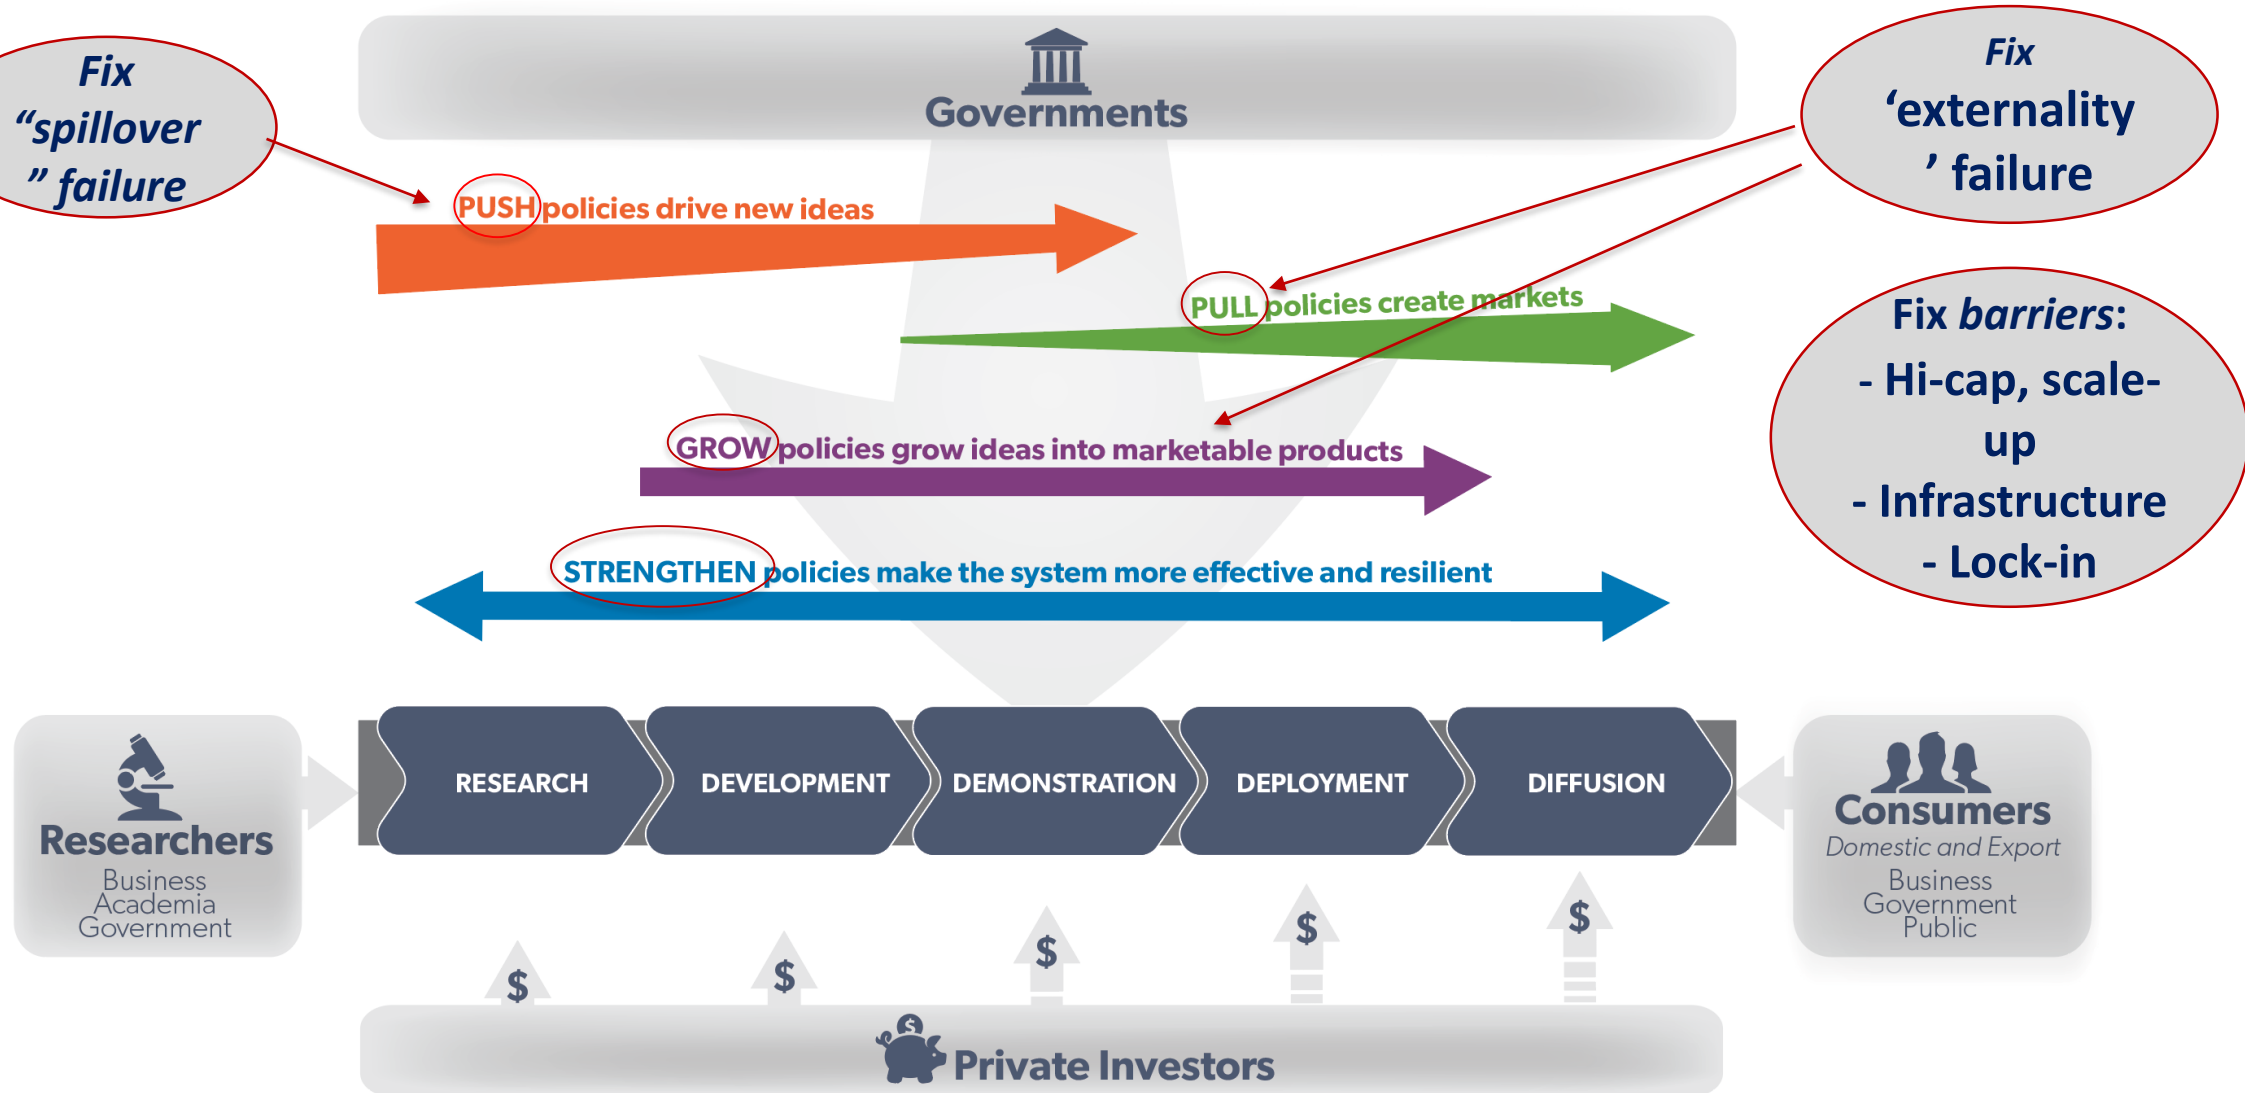 Governments
Fix
“spillover
” failure
Fix
‘externality
’ failure
PUSH policies drive new ideas
PULL policies create markets
Fix barriers:
- Hi-cap, scale-
up
- Infrastructure
- Lock-in
GROW policies grow ideas into marketable products
STRENGTHEN policies make the system more effective and resilient
Researchers
Business
Academia
Government
RESEARCH
DEVELOPMENT
DEMONSTRATION
DEPLOYMENT
DIFFUSION
Consumers
Domestic and Export
Business
Government
Public
$
$
$
$
$
$
Private Investors